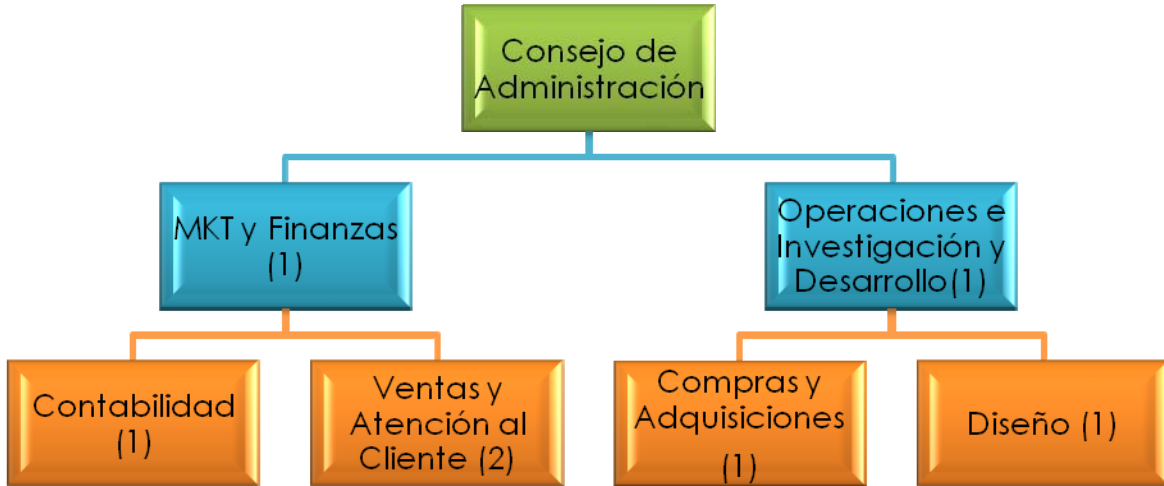 Consejo de
Administración
MKT y Finanzas
(1)
Operaciones e
Investigación y
Desarrollo(1)
Contabilidad
(1)
Ventas y
Atención al
Cliente (2)
Compras y
Adquisiciones
(1)
Diseño (1)